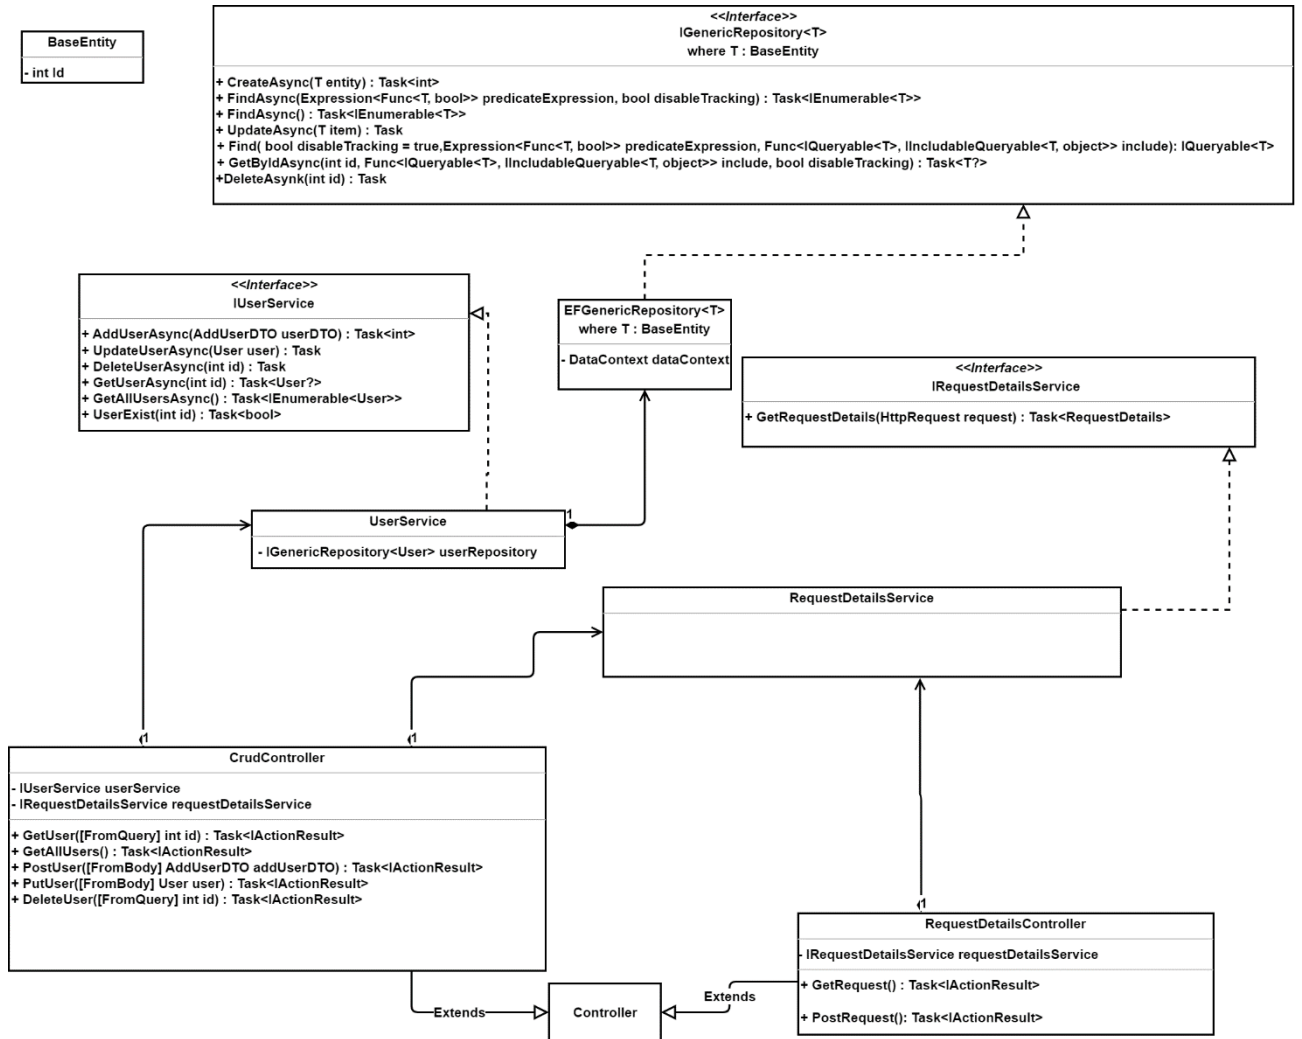 <<Interface>>
IGenericRepository<T>
where T : BaseEntity
+ CreateAsync(T entity) : Task<int>
+ FindAsync(Expression<Func<T, bool>> predicateExpression, bool disableTracking) : Task<IEnumerable<T>>
+ FindAsync() : Task<IEnumerable<T>>
+ UpdateAsync(T item) : Task
+ Find( bool disableTracking = true,Expression<Func<T, bool>> predicateExpression, Func<IQueryable<T>, IIncludableQueryable<T, object>> include): IQueryable<T>
+ GetByIdAsync(int id, Func<IQueryable<T>, IIncludableQueryable<T, object>> include, bool disableTracking) : Task<T?>
+DeleteAsynk(int id) : Task
BaseEntity
- int Id
<<Interface>>
IUserService
+ AddUserAsync(AddUserDTO userDTO) : Task<int>
+ UpdateUserAsync(User user) : Task
+ DeleteUserAsync(int id) : Task
+ GetUserAsync(int id) : Task<User?>
+ GetAllUsersAsync() : Task<IEnumerable<User>>
+ UserExist(int id) : Task<bool>
EFGenericRepository<T>
where T : BaseEntity
- DataContext dataContext
<<Interface>>
IRequestDetailsService
+ GetRequestDetails(HttpRequest request) : Task<RequestDetails>
UserService
- IGenericRepository<User> userRepository
1
RequestDetailsService
1
1
CrudController
- IUserService userService
- IRequestDetailsService requestDetailsService
+ GetUser([FromQuery] int id) : Task<IActionResult>
+ GetAllUsers() : Task<IActionResult>
+ PostUser([FromBody] AddUserDTO addUserDTO) : Task<IActionResult>
+ PutUser([FromBody] User user) : Task<IActionResult>
+ DeleteUser([FromQuery] int id) : Task<IActionResult>
1
RequestDetailsController
- IRequestDetailsService requestDetailsService
+ GetRequest() : Task<IActionResult>
+ PostRequest(): Task<IActionResult>
Extends
Controller
Extends